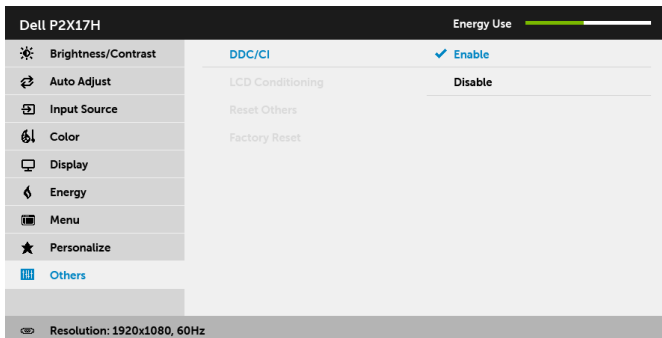 Dell P2X17H
Energy Use
Brightness/Contrast
Auto Adjust
Input Source
Color
Display
Energy
Menu
Personalize
Others
DDC/CI
LCD Conditioning
Reset Others
Factory Reset
Enable
Disable
Resolution: 1920x1080, 60Hz